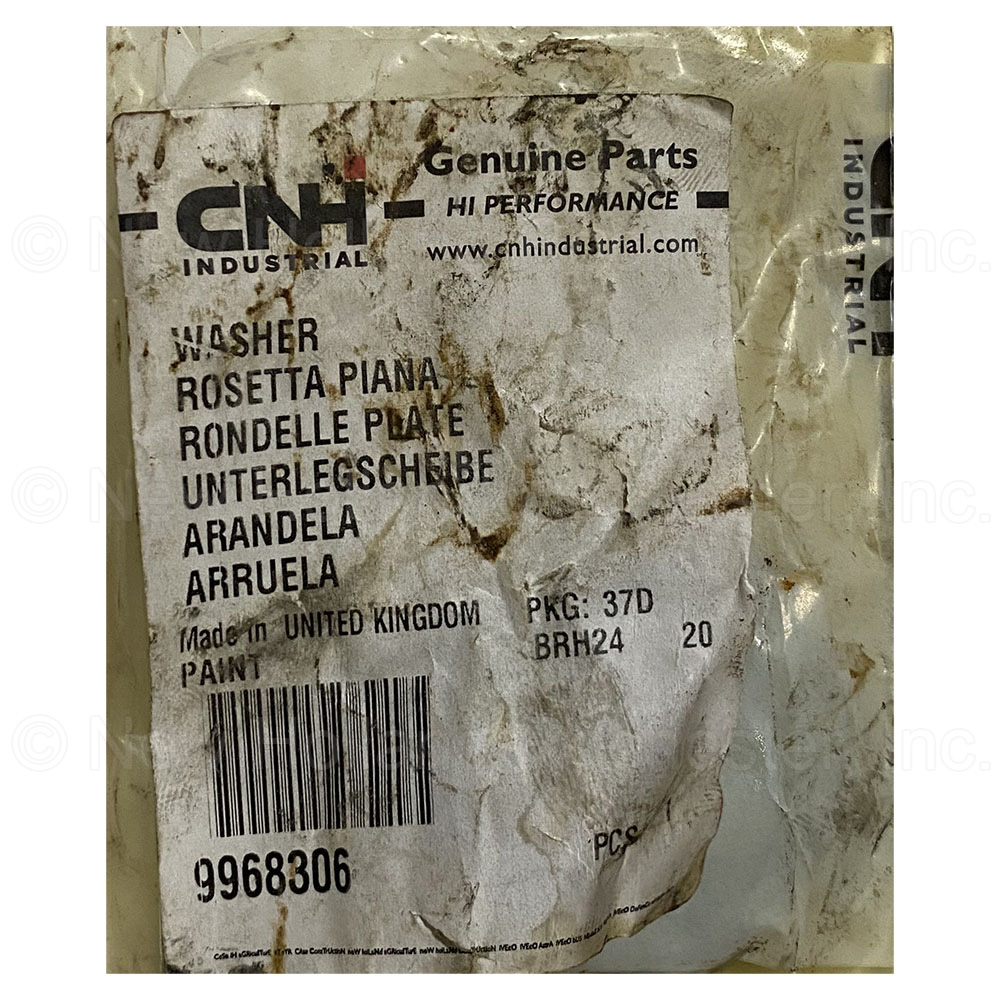 CNH
INDUSTRIAL
Genuine Parts
HI PERFORMANCE
www.cnhindustrial.com
WASHER
ROSETTA PIANA
RONDELLE PLATE
UNTERLEGSCHEIBE
ARANDELA
ARRUELA
Made in UNITED KINGDOM
PAINT
PKG: 37D
BRH24 20
9968306
PCS
INDUSTRIAL